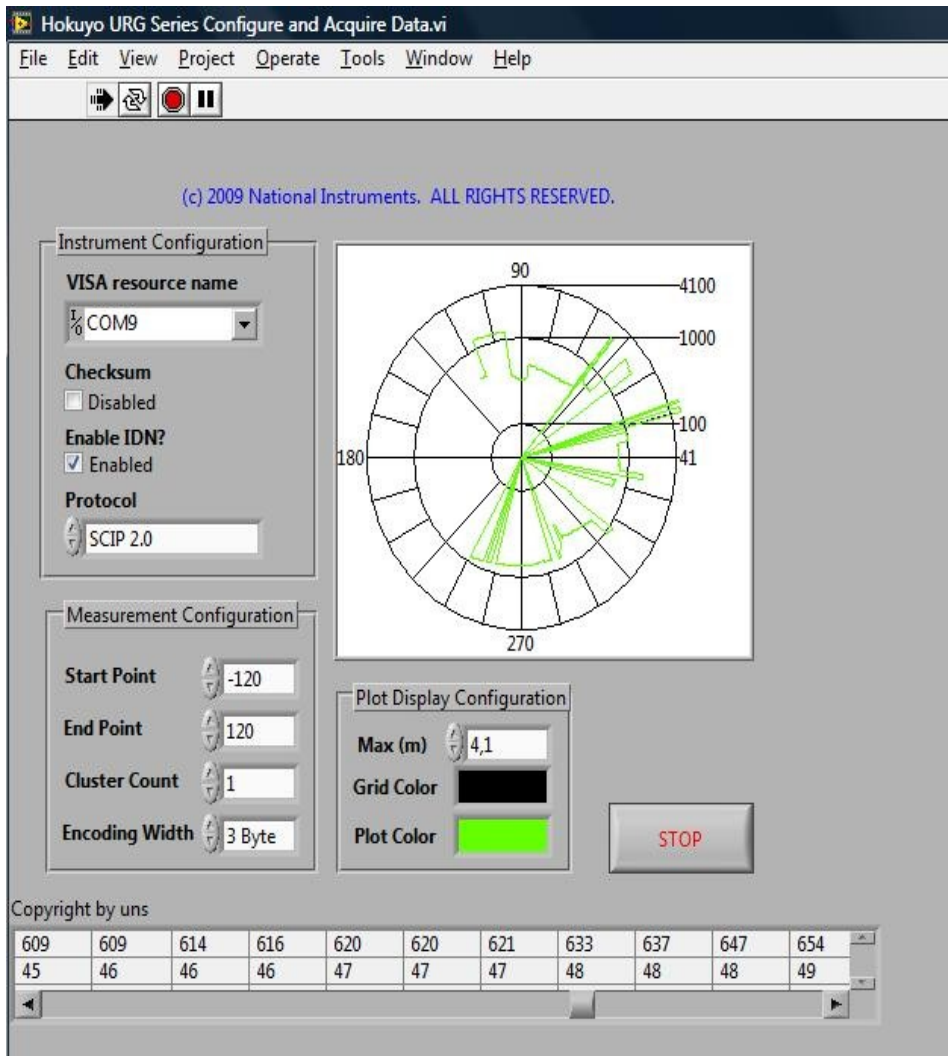 Hokuyo URG Series Configure and Acquire Data.vi
File Edit View Project Operate Tools Window Help
(c) 2009 National Instruments. ALL RIGHTS RESERVED.
Instrument Configuration
VISA resource name
I/O COM9
Checksum
Disabled
Enable IDN?
Enabled
Protocol
SCIP 2.0
90
4100
1000
100
180
41
270
Measurement Configuration
Start Point -120
End Point 120
Cluster Count 1
Encoding Width 3 Byte
Plot Display Configuration
Max (m) 4,1
Grid Color
Plot Color
STOP
Copyright by uns
609 609 614 616 620 620 621 633 637 647 654
45 46 46 46 47 47 47 48 48 48 49